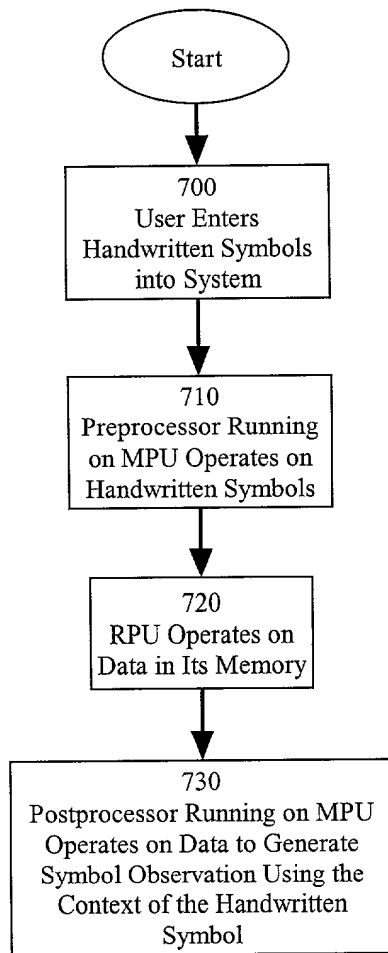 Start
700
User Enters
Handwritten Symbols
into System
710
Preprocessor Running
on MPU Operates on
Handwritten Symbols
720
RPU Operates on
Data in Its Memory
730
Postprocessor Running on MPU
Operates on Data to Generate
Symbol Observation Using the
Context of the Handwritten
Symbol